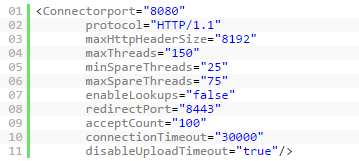 01 <Connectorport="8080"
02 protocol="HTTP/1.1"
03 maxHttpHeaderSize="8192"
04 maxThreads="150"
05 minSpareThreads="25"
06 maxSpareThreads="75"
07 enableLookups="false"
08 redirectPort="8443"
09 acceptCount="100"
10 connectionTimeout="30000"
11 disableUploadTimeout="true"/>